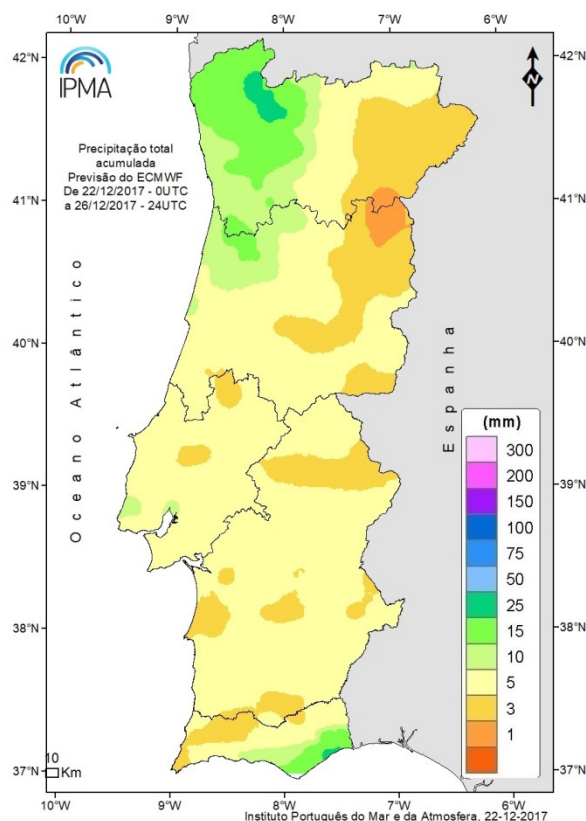 10°W 9°W 8°W 7°W 6°W
42°N 42°N
IPMA
Precipitação total
acumulada
Previsão do ECMWF
De 22/12/2017 - 0UTC
a 26/12/2017 - 24UTC
N
41°N 41°N
Oceano Atlântico
Espanha
40°N 40°N
(mm)
300
200
150
100
75
50
25
15
10
5
3
1
39°N 39°N
38°N 38°N
37°N 37°N
10
Km
10°W 9°W 8°W 7°W 6°W
Instituto Português do Mar e da Atmosfera, 22-12-2017